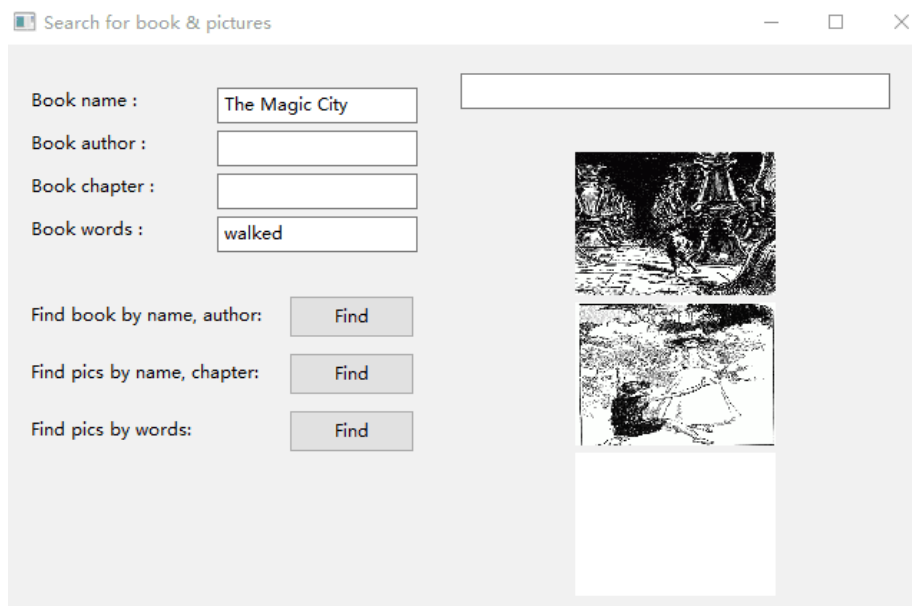 Search for book & pictures
Book name :
The Magic City
Book author :
Book chapter :
Book words :
walked
Find book by name, author:
Find
Find pics by name, chapter:
Find
Find pics by words:
Find